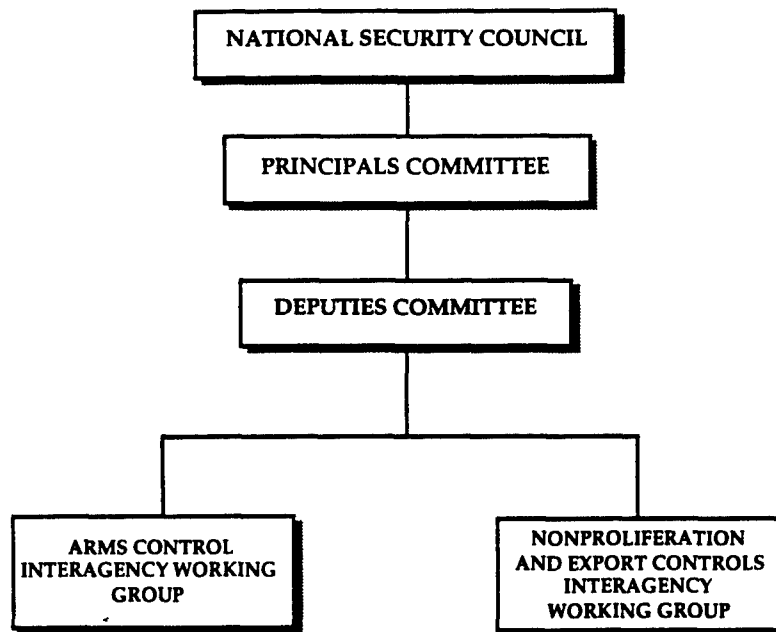 NATIONAL SECURITY COUNCIL
PRINCIPALS COMMITTEE
DEPUTIES COMMITTEE
ARMS CONTROL
INTERAGENCY WORKING
GROUP
NONPROLIFERATION
AND EXPORT CONTROLS
INTERAGENCY
WORKING GROUP